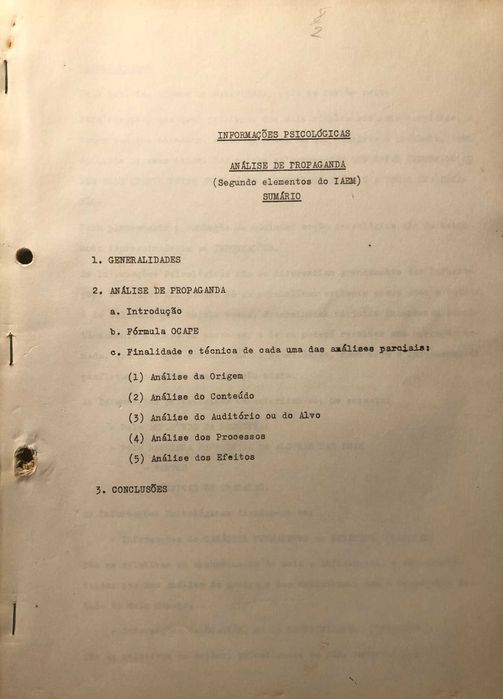 INFORMAÇÕES PSICOLÓGICAS
ANÁLISE DE PROPAGANDA
(Segundo elementos do IAEM)
SUMÁRIO
1. GENERALIDADES
2. ANÁLISE DE PROPAGANDA
a. Introdução
b. Fórmula OCAPE
c. Finalidade e técnica de cada uma das análises parciais:
(1) Análise da Origem
(2) Análise do Conteúdo
(3) Análise do Auditório ou do Alvo
(4) Análise dos Processos
(5) Análise dos Efeitos
3. CONCLUSÕES